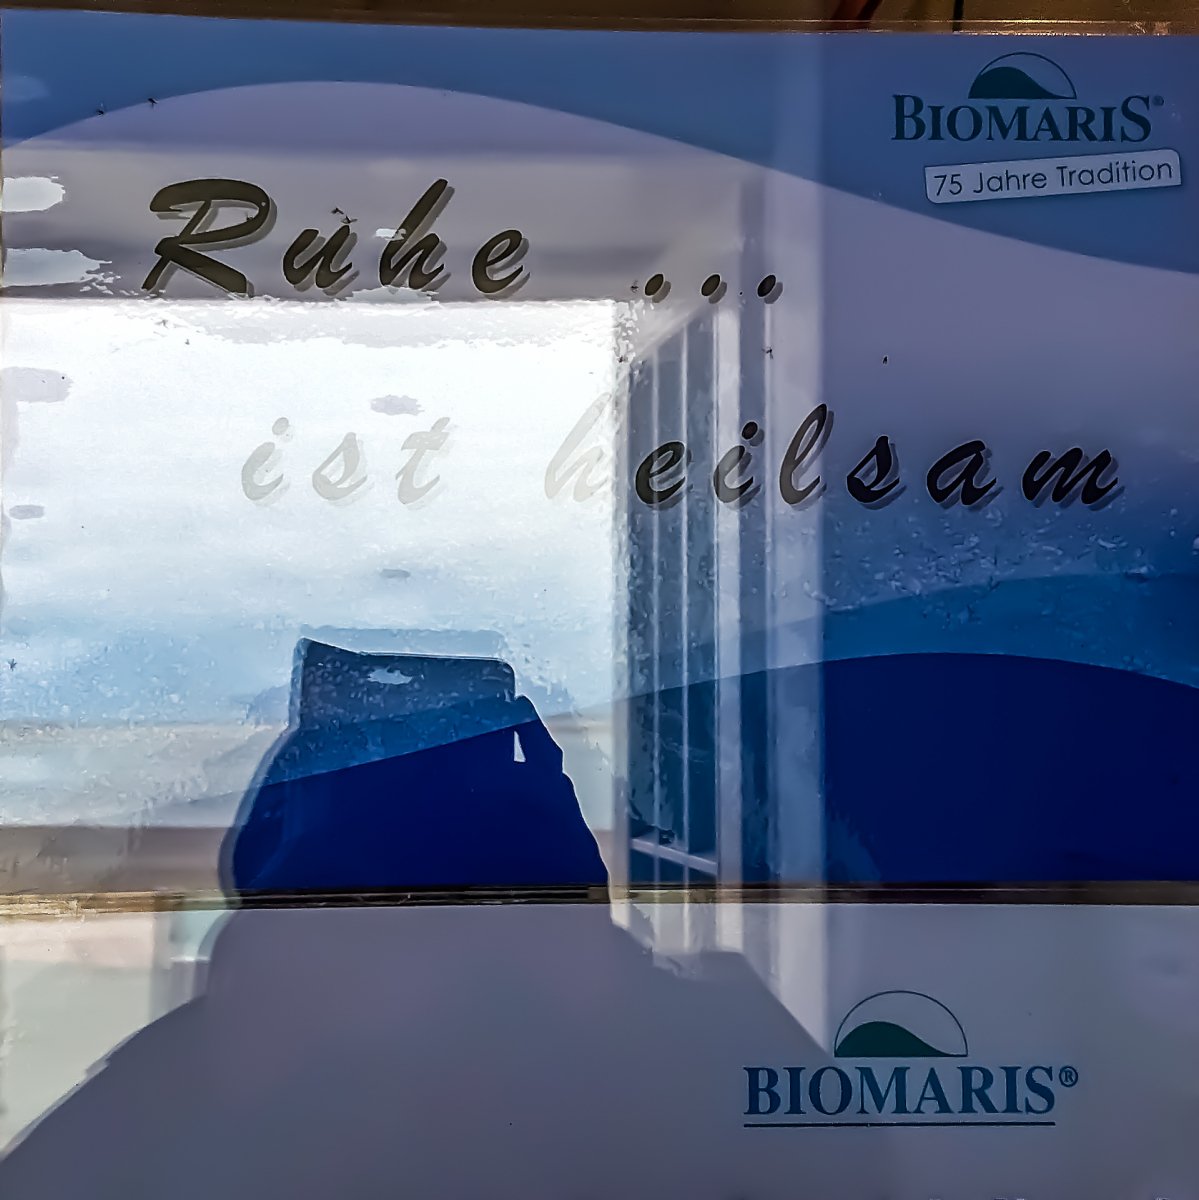 BIOMARIS®
75 Jahre Tradition
Ruhe ...
ist heilsam
BIOMARIS®